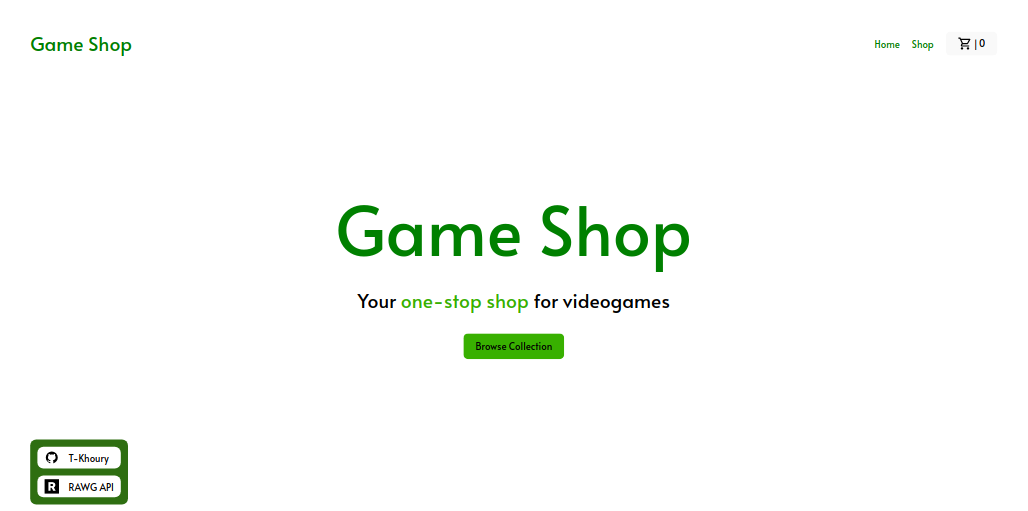 Game Shop
Home Shop | 0
Game Shop
Your one-stop shop for videogames
Browse Collection
T-Khoury
R RAWG API